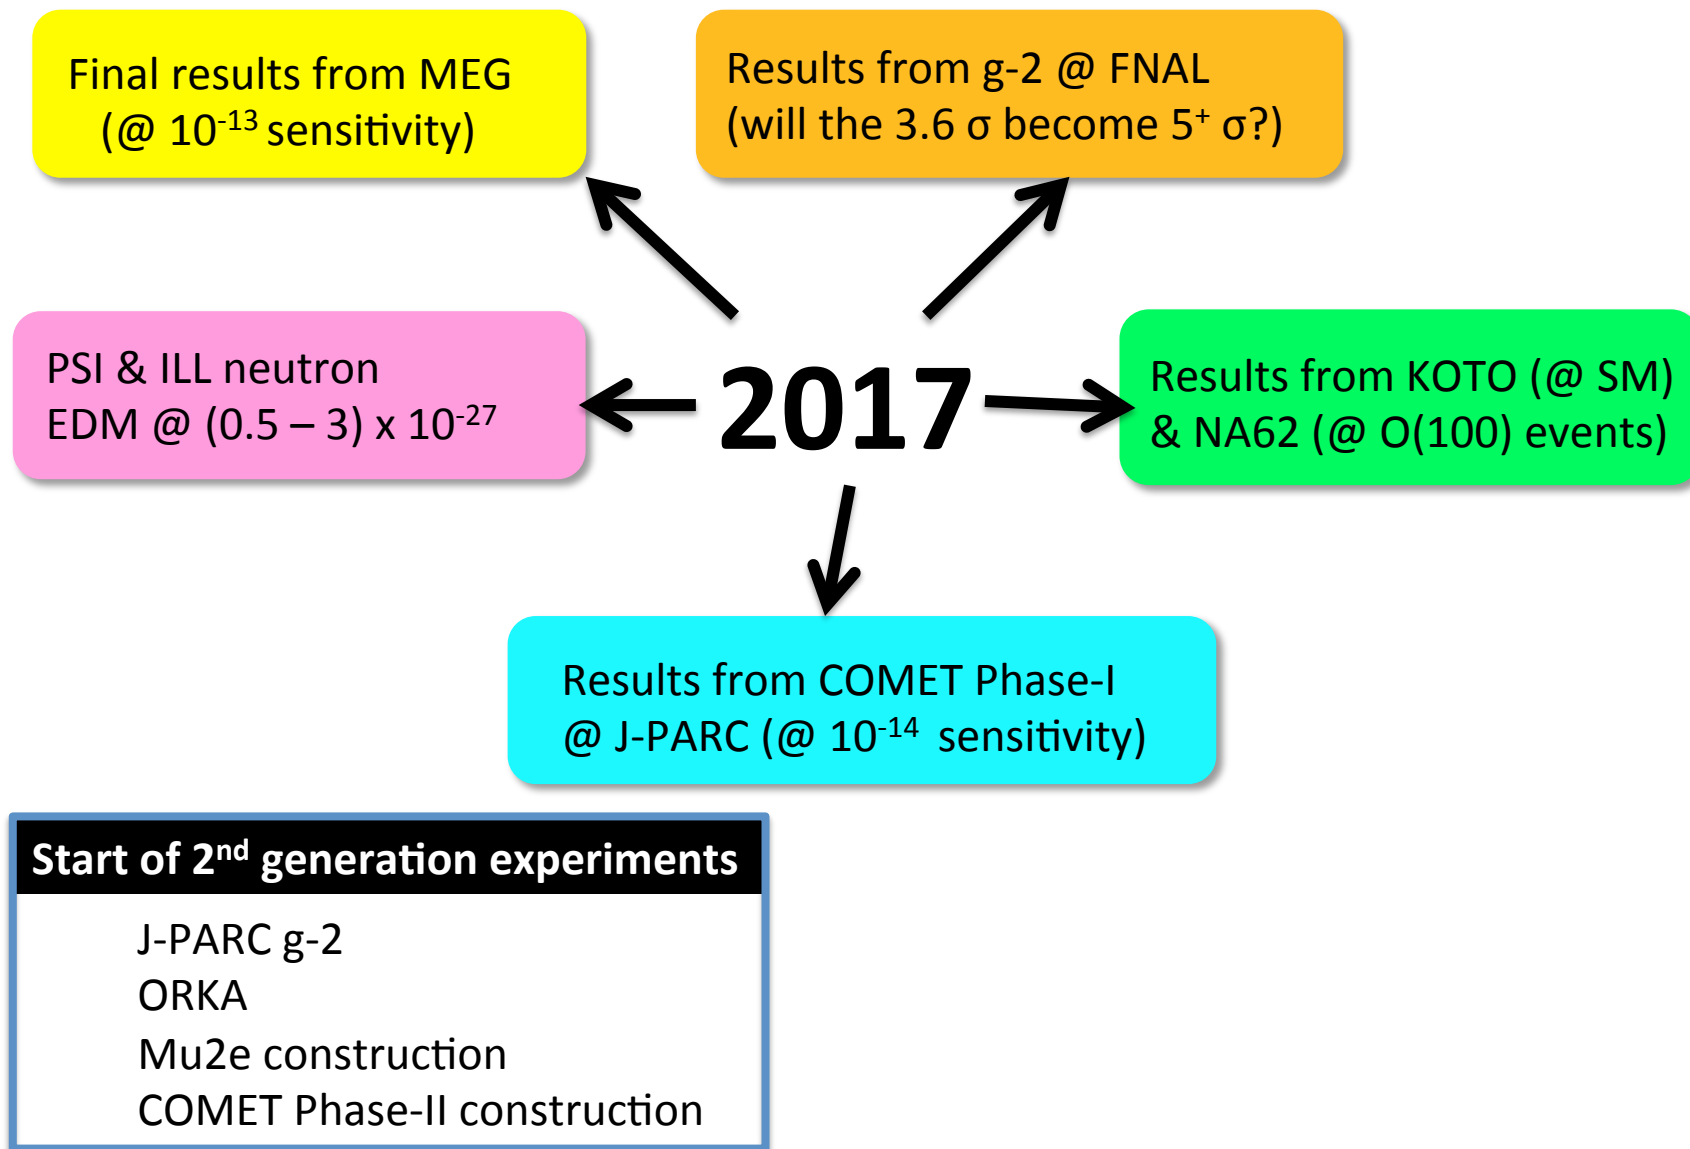 Final results from MEG
(@ 10⁻¹³ sensitivity)
Results from g-2 @ FNAL
(will the 3.6 σ become 5⁺ σ?)
PSI & ILL neutron
EDM @ (0.5 – 3) x 10⁻²⁷
2017
Results from KOTO (@ SM)
& NA62 (@ O(100) events)
Results from COMET Phase-I
@ J-PARC (@ 10⁻¹⁴ sensitivity)
Start of 2ⁿᵈ generation experiments
J-PARC g-2
ORKA
Mu2e construction
COMET Phase-II construction